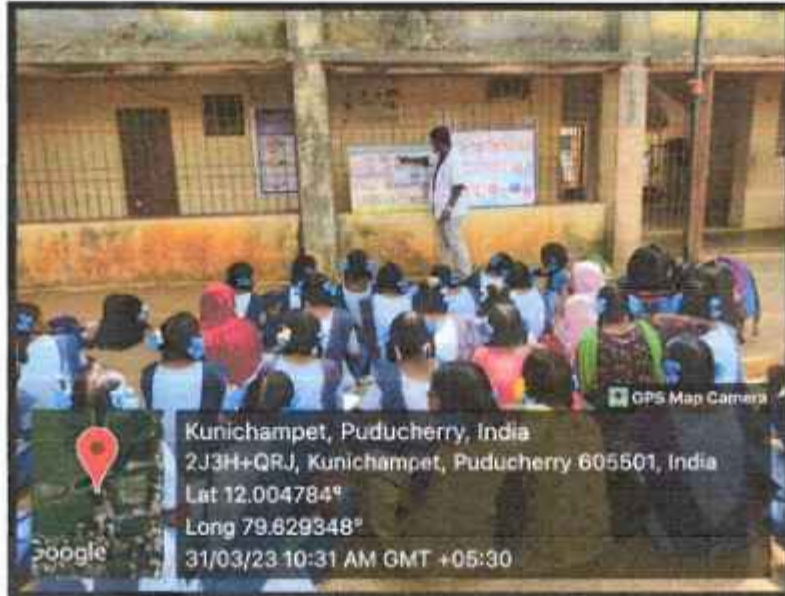 GPS Map Camera
Kunichampet, Puducherry, India
2J3H+QRJ, Kunichampet, Puducherry 605501, India
Lat 12.004784°
Long 79.629348°
31/03/23 10:31 AM GMT +05:30
Google